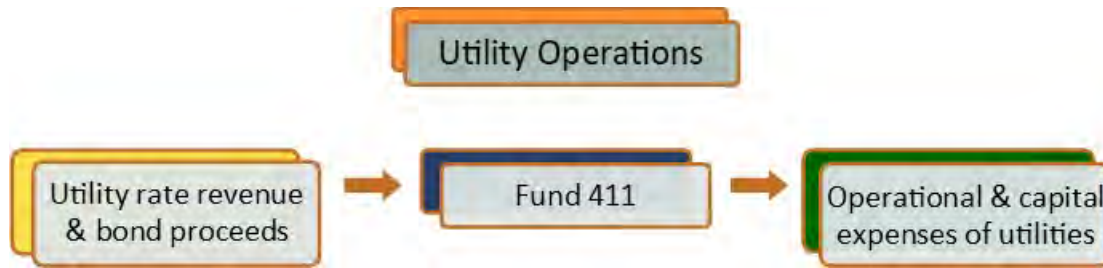 Utility Operations
Utility rate revenue
& bond proceeds
Fund 411
Operational & capital
expenses of utilities